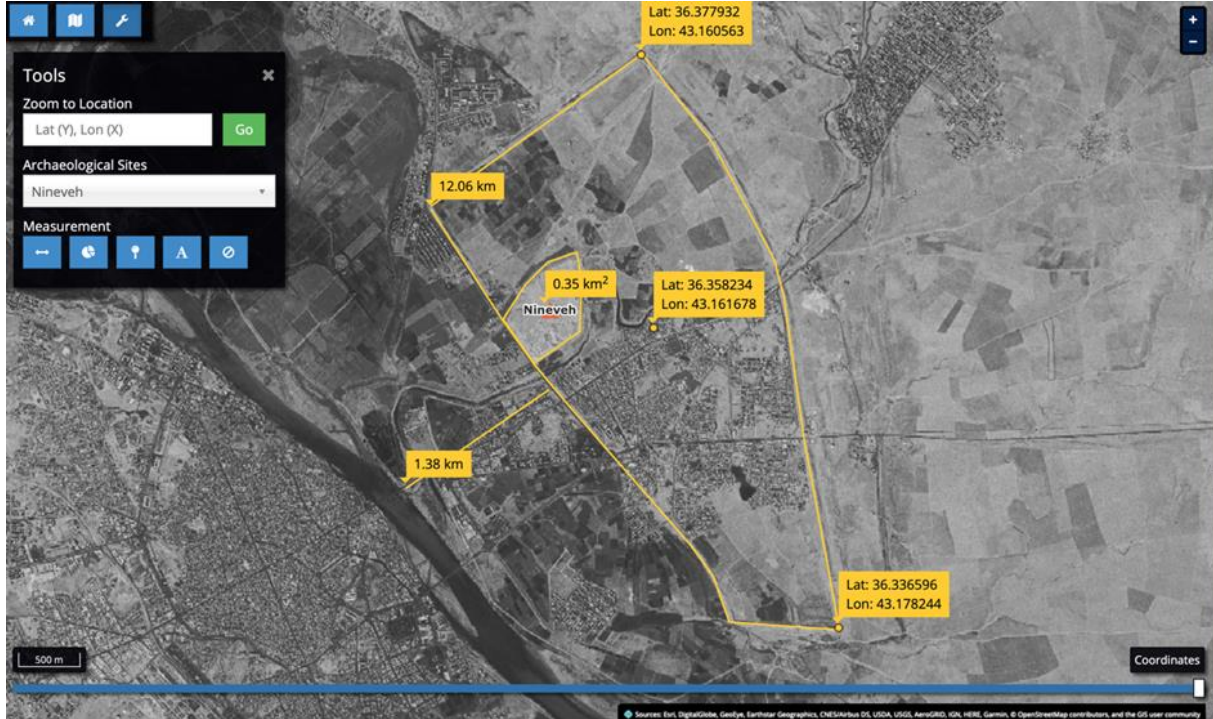 Lat: 36.377932
Lon: 43.160563
+
−
Tools
Zoom to Location
Lat (Y), Lon (X)
Go
Archaeological Sites
Nineveh
Measurement
A
12.06 km
0.35 km²
Nineveh
Lat: 36.358234
Lon: 43.161678
1.38 km
Lat: 36.336596
Lon: 43.178244
500 m
Coordinates
Sources: Esri, DigitalGlobe, GeoEye, Earthstar Geographics, CNES/Airbus DS, USDA, USGS, AeroGRID, IGN, HERE, Garmin, © OpenStreetMap contributors, and the GIS user community